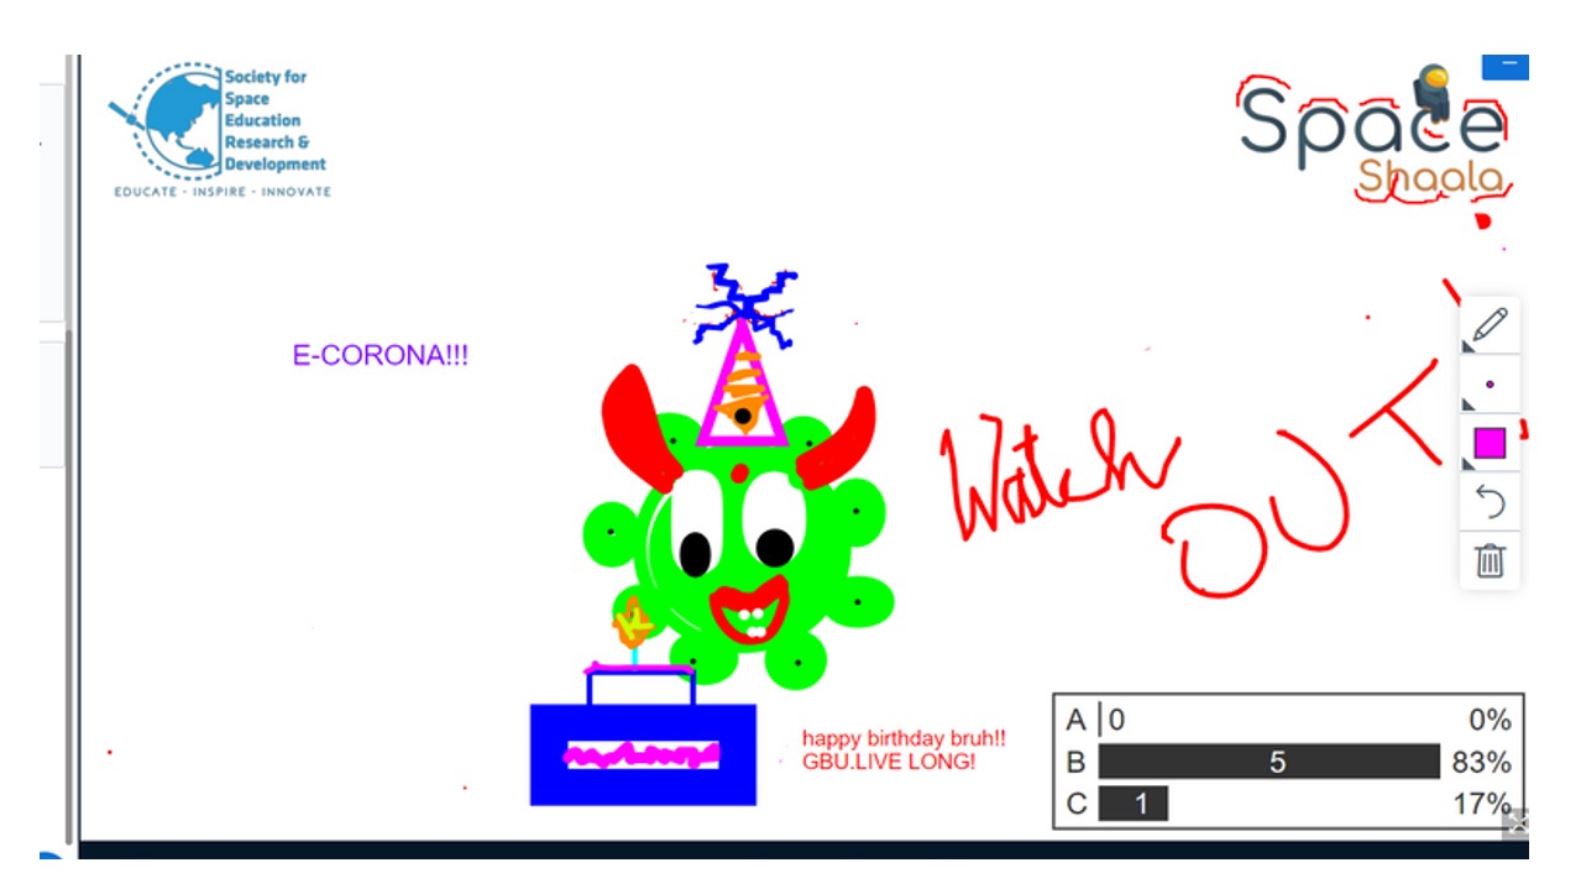 Society for
Space
Education
Research &
Development
EDUCATE - INSPIRE - INNOVATE
Space
Shaala
E-CORONA!!!
Watch
OUT
K
happy birthday bruh!!
GBU.LIVE LONG!
A 0 0%
B 5 83%
C 1 17%